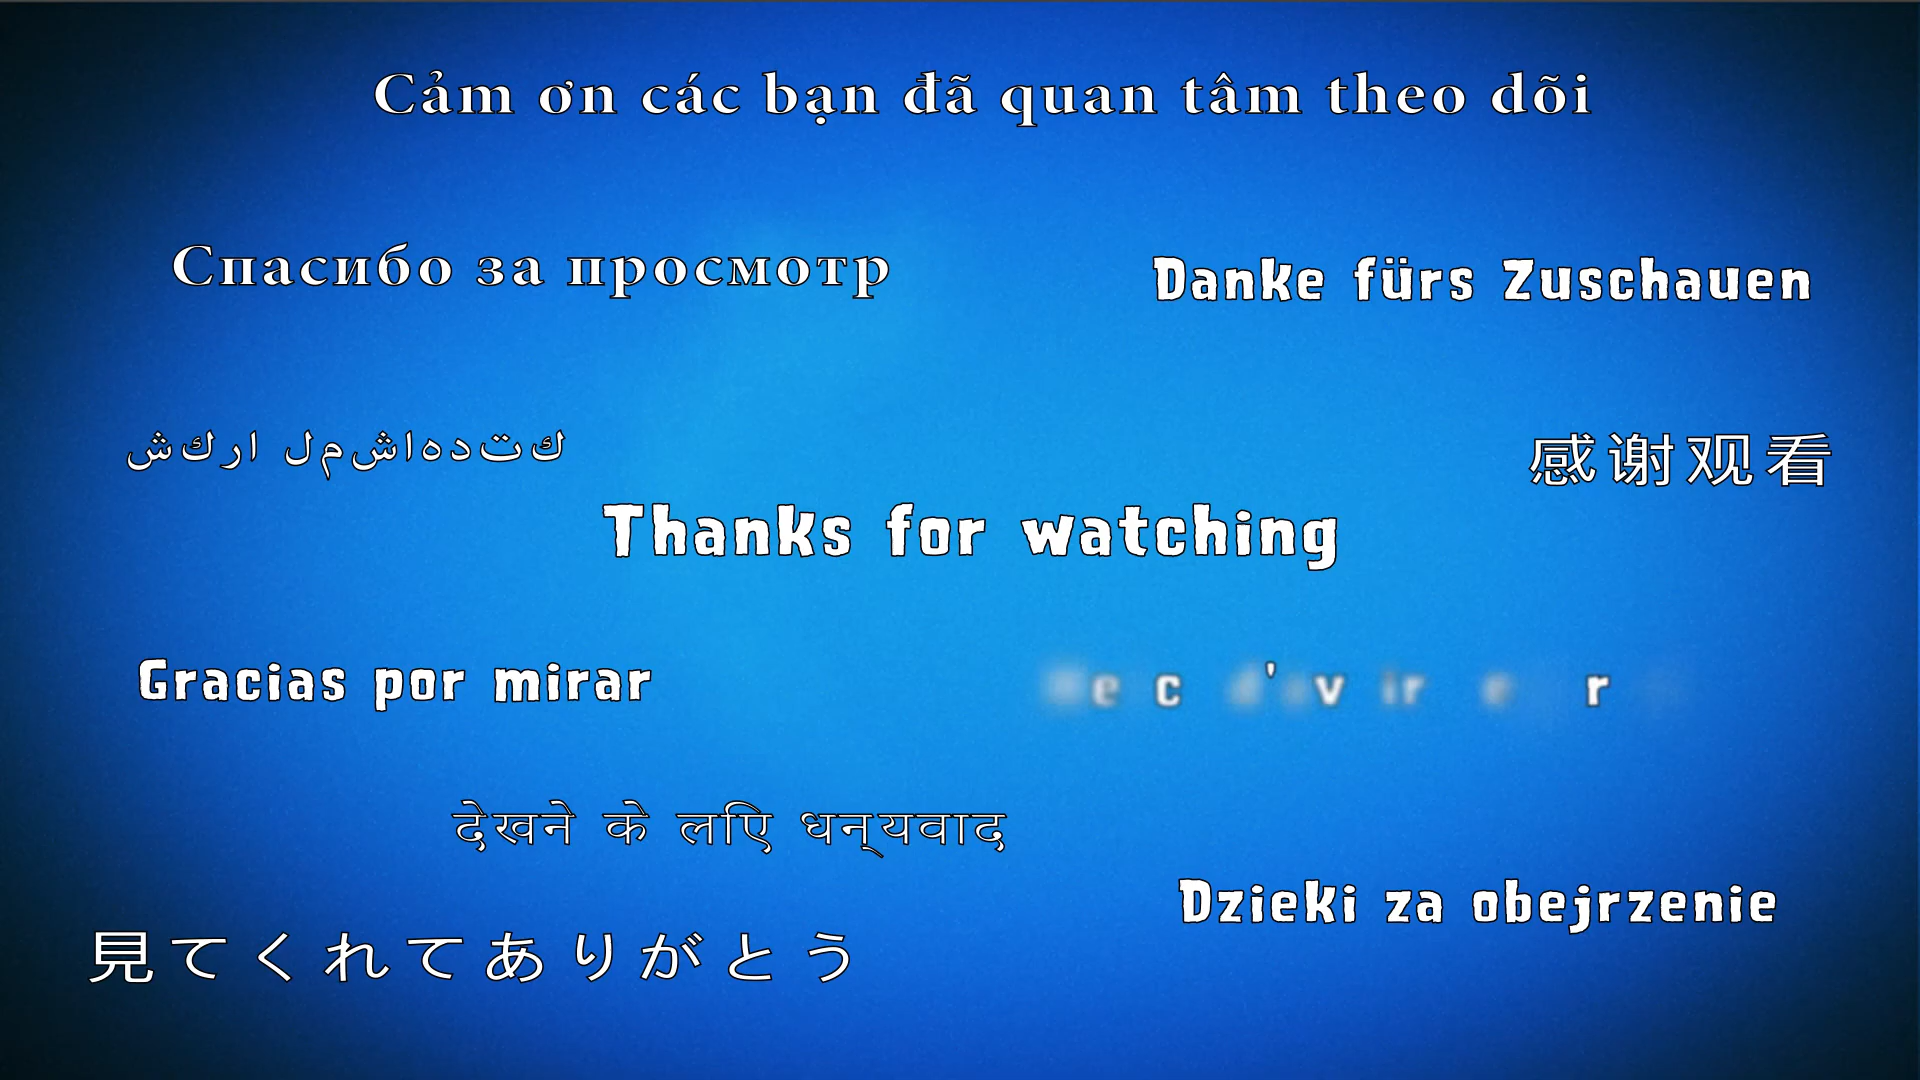 Cảm ơn các bạn đã quan tâm theo dõi
Спасибо за просмотр
Danke fürs Zuschauen
شكرا لمشاهدتك
感谢观看
Thanks for watching
Gracias por mirar
देखने के लिए धन्यवाद
Dzieki za obejrzenie
見てくれてありがとう